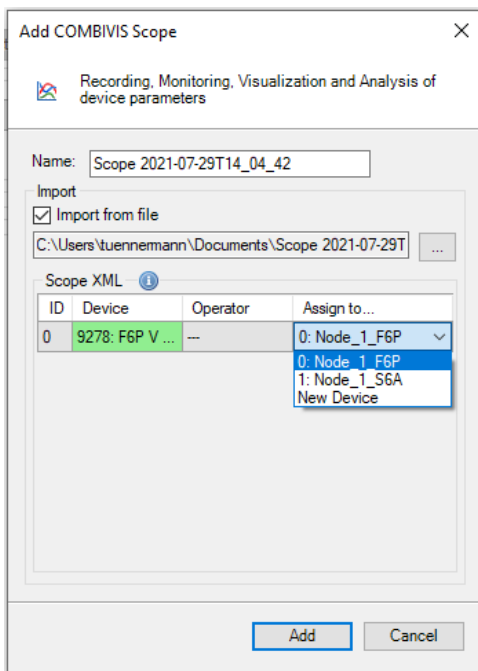 Add COMBIVIS Scope
Recording, Monitoring, Visualization and Analysis of
device parameters
Name: Scope 2021-07-29T14_04_42
Import
Import from file
C:\Users\tuennermann\Documents\Scope 2021-07-29T ...
Scope XML
ID Device Operator Assign to...
0 9278: F6P V ... --- 0: Node_1_F6P
0: Node_1_F6P
1: Node_1_S6A
New Device
Add Cancel